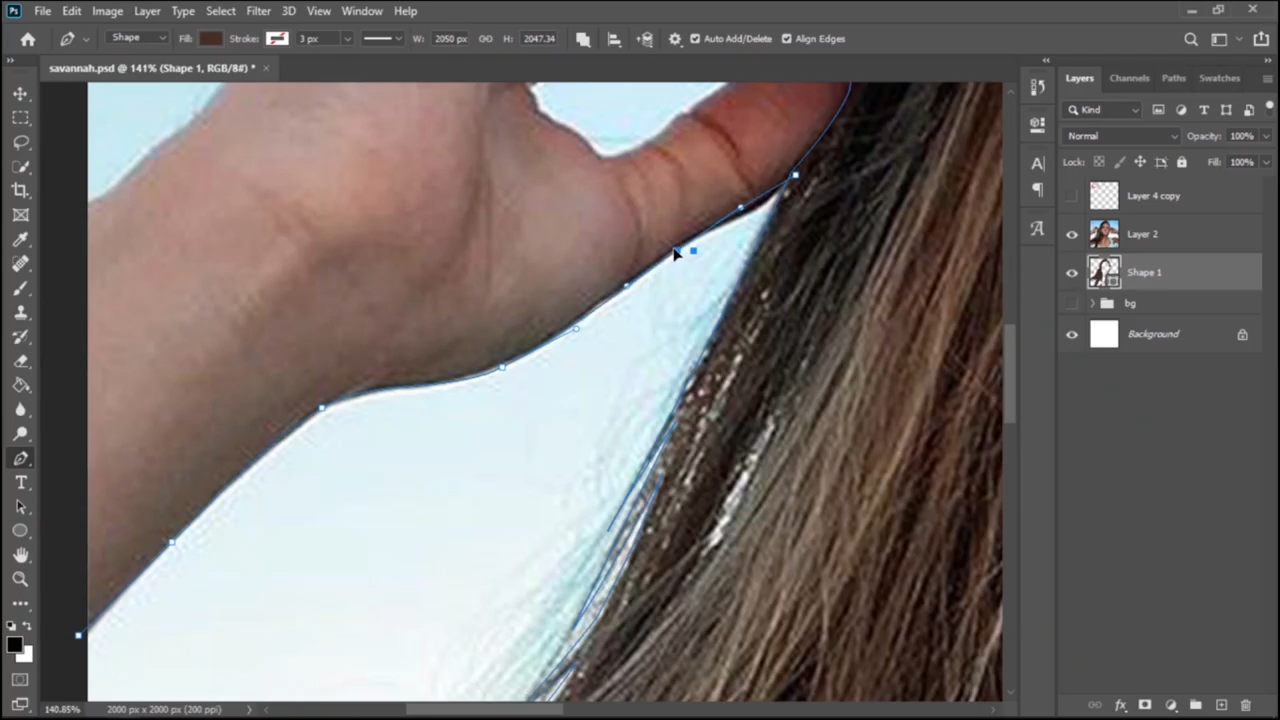 Ps File Edit Image Layer Type Select Filter 3D View Window Help
Shape Fill: Stroke: 3 px W: 2050 px H: 2047.34 Auto Add/Delete Align Edges
savannah.psd @ 141% (Shape 1, RGB/8#) * ×
Layers Channels Paths Swatches
Kind
Normal Opacity: 100%
Lock: Fill: 100%
Layer 4 copy
Layer 2
Shape 1
bg
Background
140.85% 2000 px x 2000 px (200 ppi)